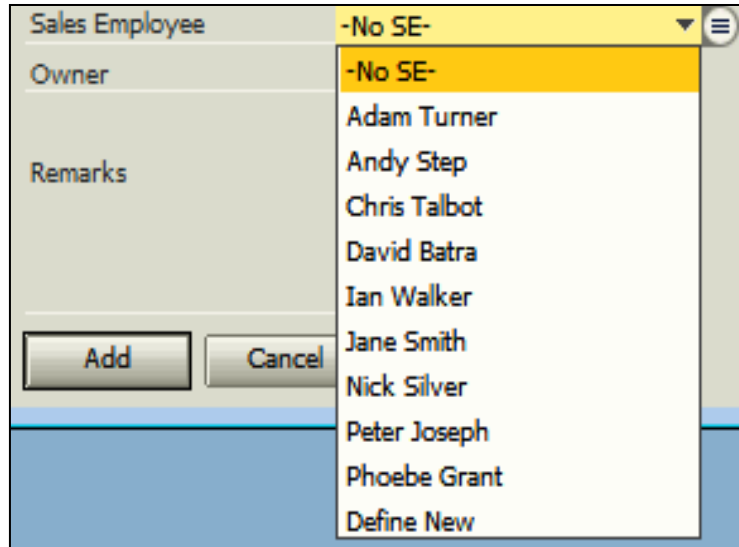 Sales Employee -No SE-
Owner -No SE-
Adam Turner
Andy Step
Remarks
Chris Talbot
David Batra
Ian Walker
Jane Smith
Add Cancel
Nick Silver
Peter Joseph
Phoebe Grant
Define New